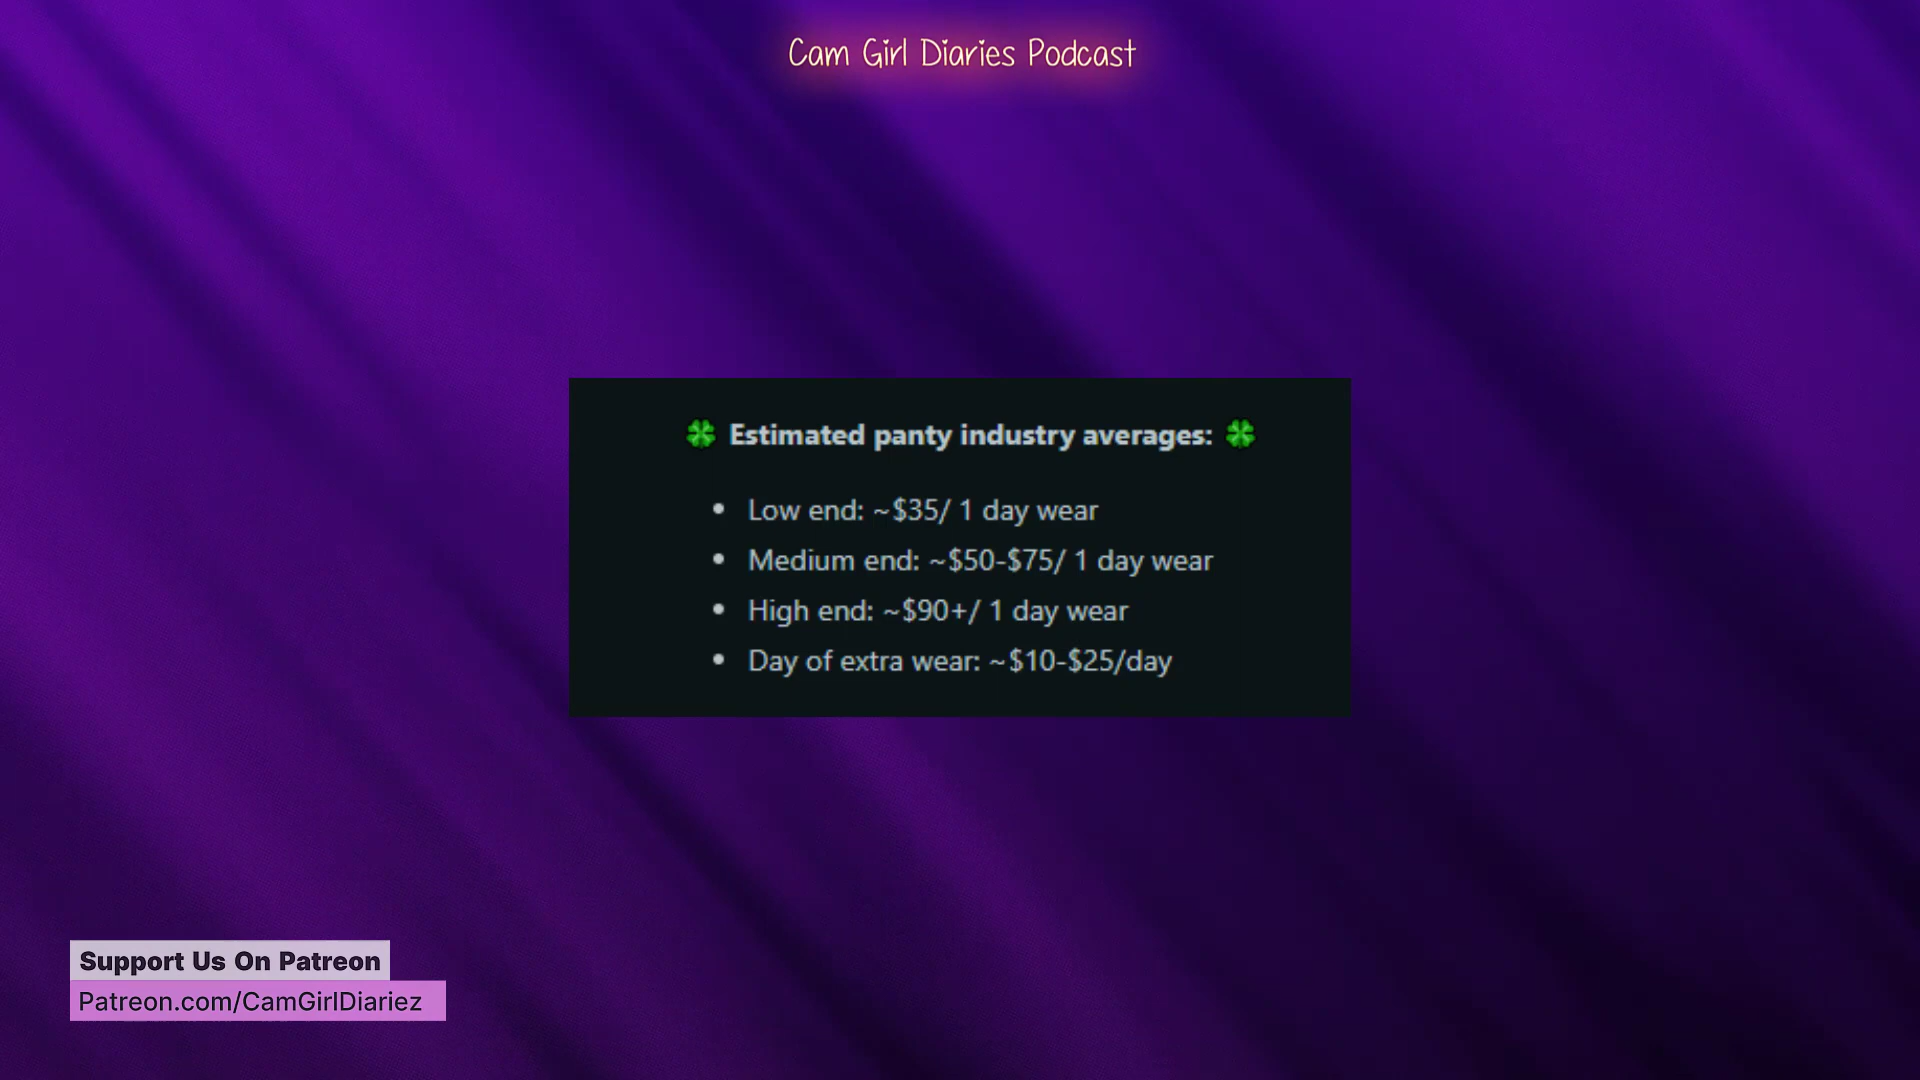 Cam Girl Diaries Podcast
🍀 Estimated panty industry averages: 🍀
• Low end: ~$35/ 1 day wear
• Medium end: ~$50-$75/ 1 day wear
• High end: ~$90+/ 1 day wear
• Day of extra wear: ~$10-$25/day
Support Us On Patreon
Patreon.com/CamGirlDiariez